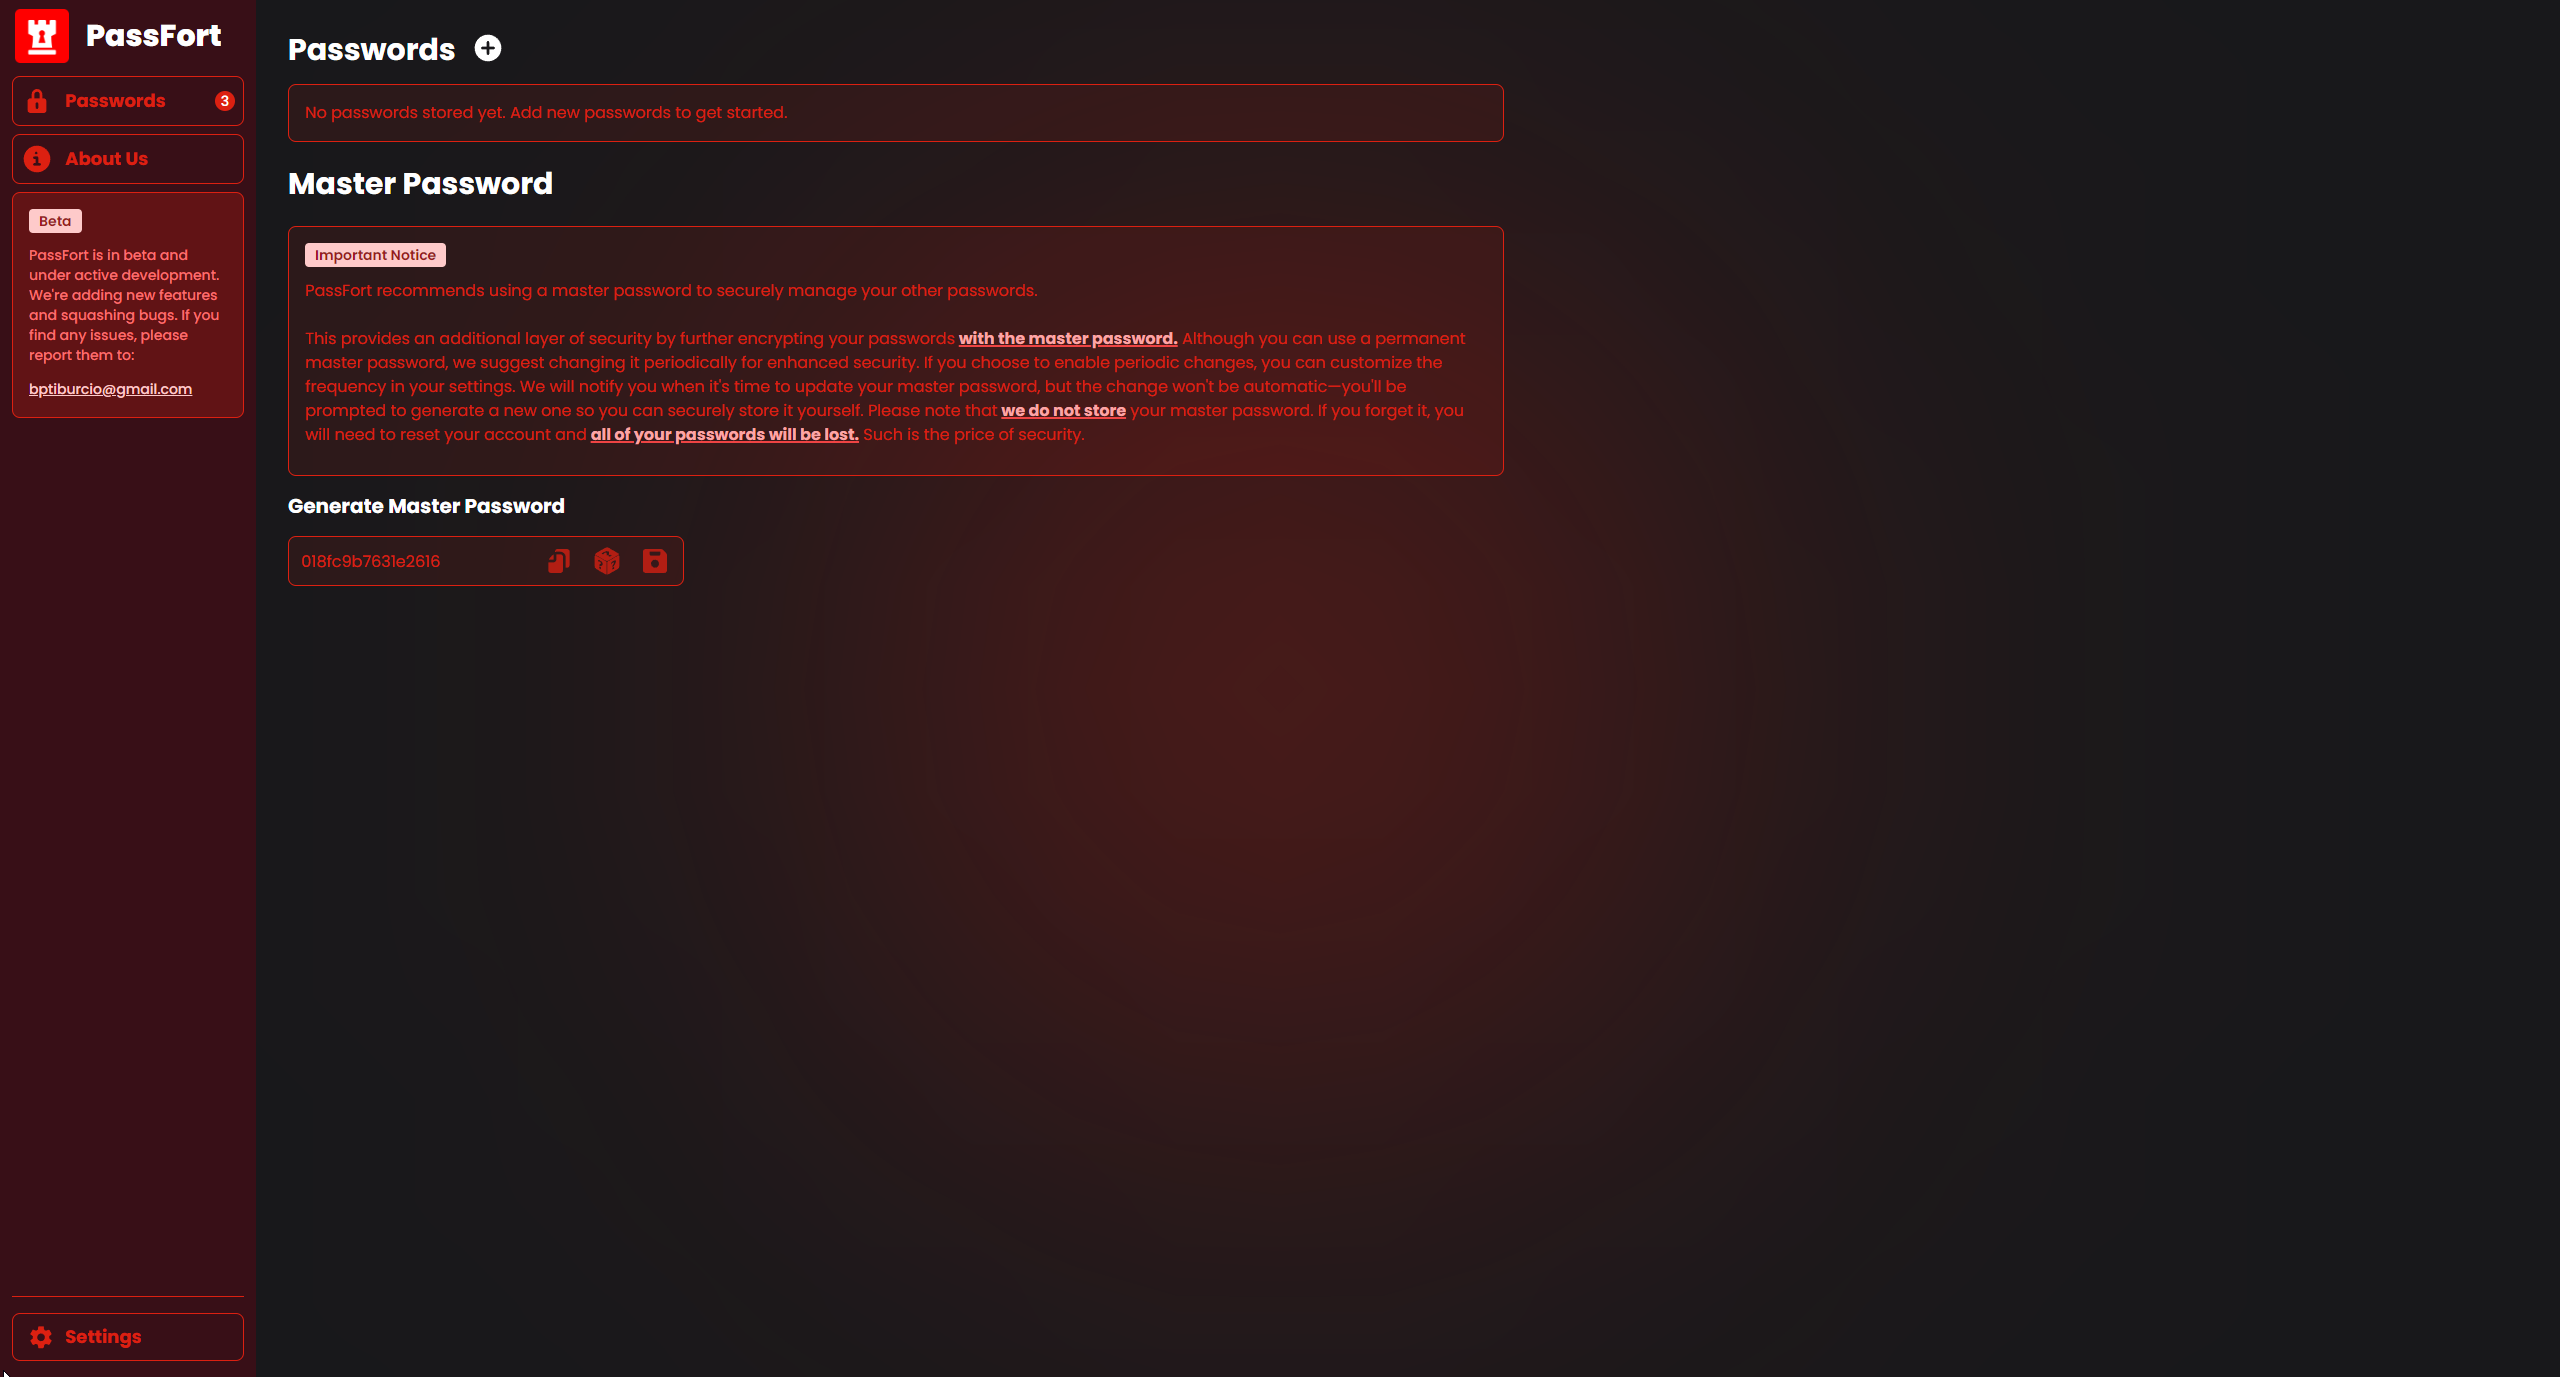 PassFort
Passwords 3
About Us
Beta
PassFort is in beta and
under active development.
We're adding new features
and squashing bugs. If you
find any issues, please
report them to:
bptiburcio@gmail.com
Settings
Passwords
No passwords stored yet. Add new passwords to get started.
Master Password
Important Notice
PassFort recommends using a master password to securely manage your other passwords.
This provides an additional layer of security by further encrypting your passwords with the master password. Although you can use a permanent
master password, we suggest changing it periodically for enhanced security. If you choose to enable periodic changes, you can customize the
frequency in your settings. We will notify you when it's time to update your master password, but the change won't be automatic—you'll be
prompted to generate a new one so you can securely store it yourself. Please note that we do not store your master password. If you forget it, you
will need to reset your account and all of your passwords will be lost. Such is the price of security.
Generate Master Password
018fc9b7631e2616